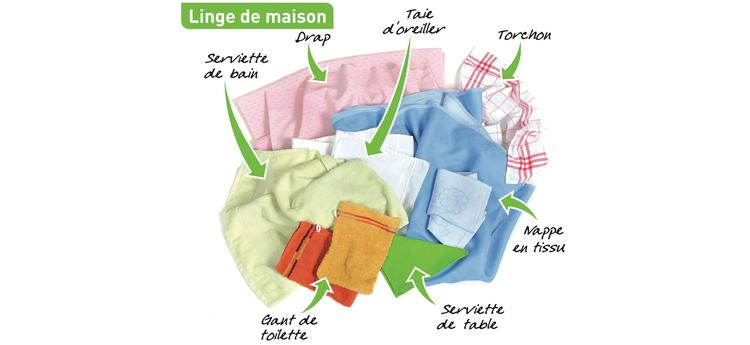 Linge de maison
Drap
Taie
d'oreiller
Torchon
Serviette
de bain
Nappe
en tissu
Gant de
toilette
Serviette
de table